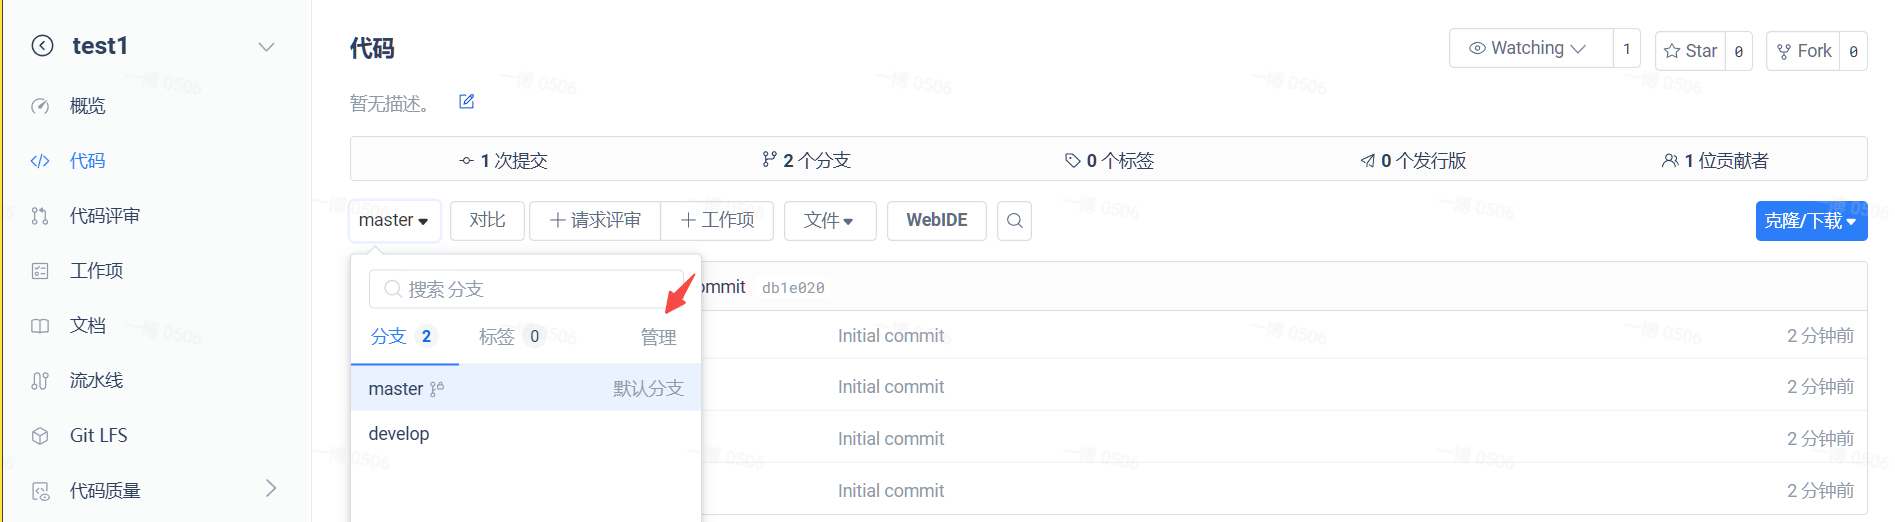 test1
概览
代码
代码评审
工作项
文档
流水线
Git LFS
代码质量
代码
Watching 1 Star 0 Fork 0
暂无描述。
1 次提交 2 个分支 0 个标签 0 个发行版 1 位贡献者
master 对比 请求评审 工作项 文件 WebIDE 克隆/下载
搜索 分支
分支 2 标签 0 管理
master 默认分支
develop
ommit db1e020
Initial commit 2 分钟前
Initial commit 2 分钟前
Initial commit 2 分钟前
Initial commit 2 分钟前
一博 0506